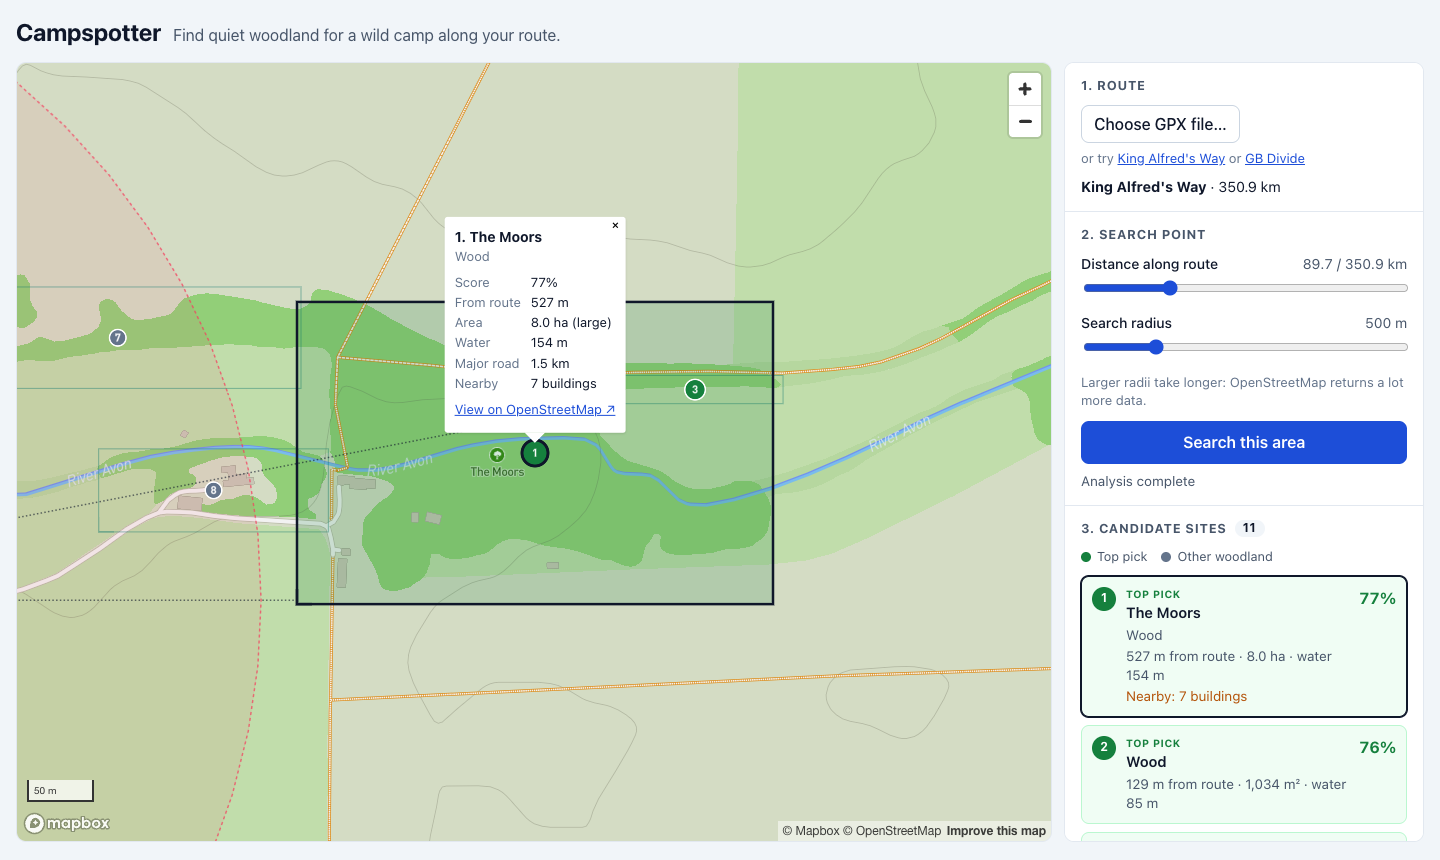 Campspotter Find quiet woodland for a wild camp along your route.
+
−
7
1. The Moors
×
Wood
Score 77%
From route 527 m
Area 8.0 ha (large)
Water 154 m
Major road 1.5 km
Nearby 7 buildings
View on OpenStreetMap ↗
3
River Avon
River Avon
River Avon
The Moors
1
8
50 m
mapbox
© Mapbox © OpenStreetMap Improve this map
1. ROUTE
Choose GPX file...
or try King Alfred's Way or GB Divide
King Alfred's Way · 350.9 km
2. SEARCH POINT
Distance along route 89.7 / 350.9 km
Search radius 500 m
Larger radii take longer: OpenStreetMap returns a lot
more data.
Search this area
Analysis complete
3. CANDIDATE SITES 11
Top pick Other woodland
1 TOP PICK 77%
The Moors
Wood
527 m from route · 8.0 ha · water
154 m
Nearby: 7 buildings
2 TOP PICK 76%
Wood
129 m from route · 1,034 m² · water
85 m